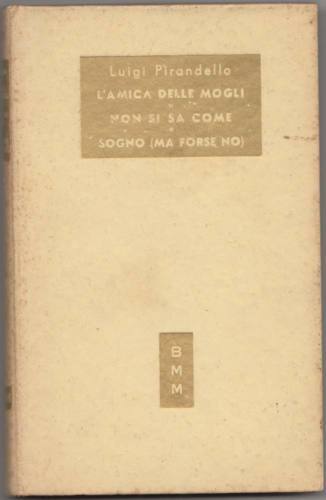 Luigi Pirandello
L'AMICA DELLE MOGLI
NON SI SA COME
SOGNO (MA FORSE NO)
B
M
M